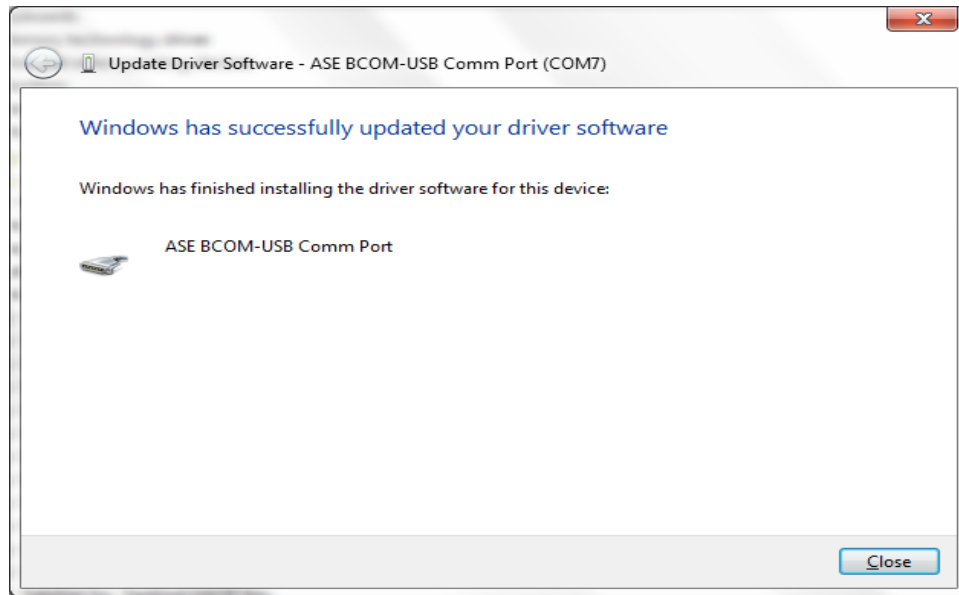 Update Driver Software - ASE BCOM-USB Comm Port (COM7)
Windows has successfully updated your driver software
Windows has finished installing the driver software for this device:
ASE BCOM-USB Comm Port
Close